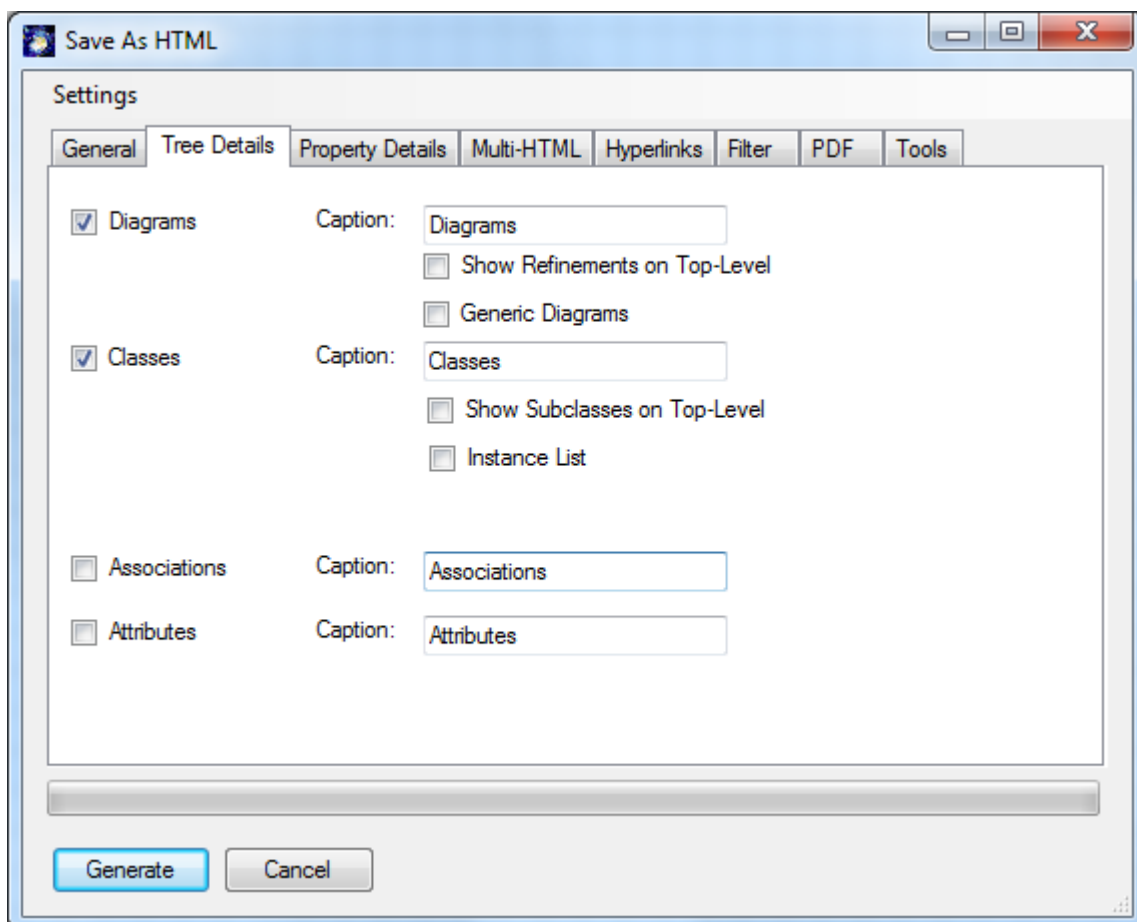 Save As HTML
Settings
General Tree Details Property Details Multi-HTML Hyperlinks Filter PDF Tools
Diagrams Caption: Diagrams
Show Refinements on Top-Level
Generic Diagrams
Classes Caption: Classes
Show Subclasses on Top-Level
Instance List
Associations Caption: Associations
Attributes Caption: Attributes
Generate Cancel